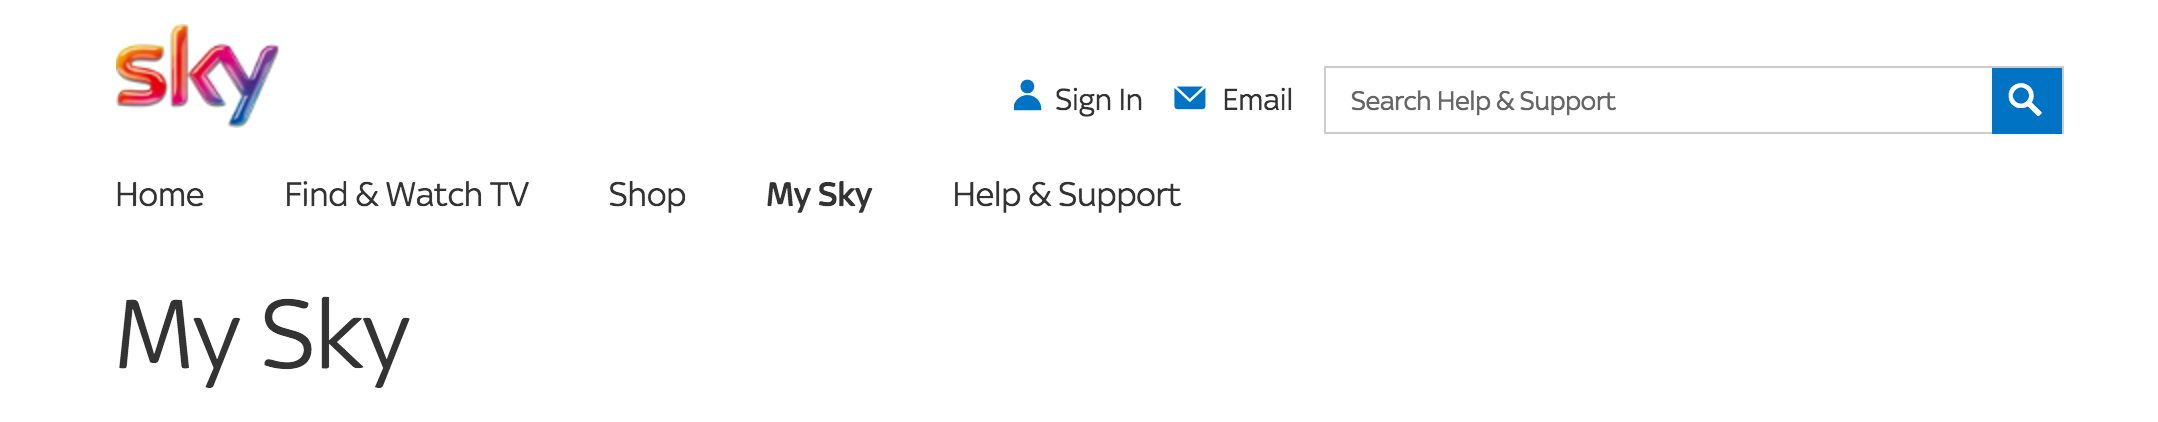 sky
Sign In Email Search Help & Support
Home Find & Watch TV Shop My Sky Help & Support
My Sky